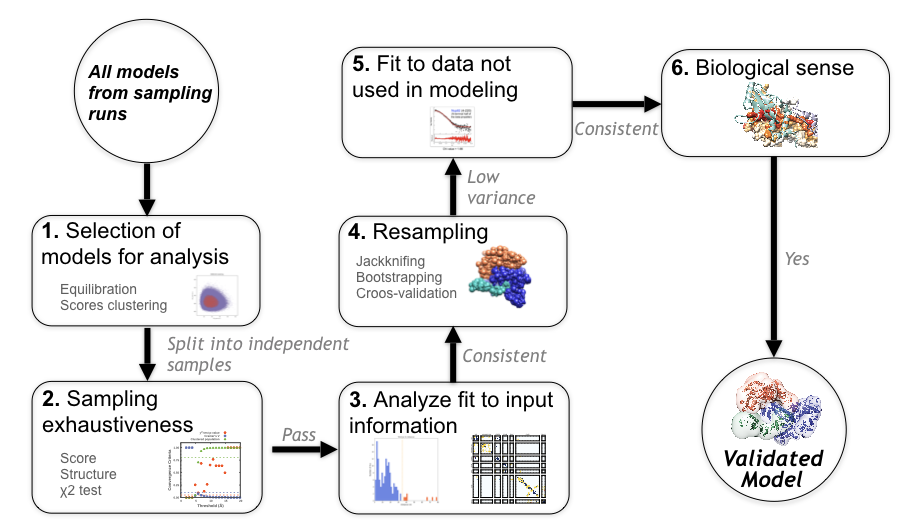 All models
from sampling
runs
1. Selection of
models for analysis
Equilibration
Scores clustering
Split into independent
samples
2. Sampling
exhaustiveness
Score
Structure
χ2 test
Threshold (Å)
Pass
3. Analyze fit to input
information
Consistent
4. Resampling
Jackknifing
Bootstrapping
Croos-validation
Low
variance
5. Fit to data not
used in modeling
Consistent
6. Biological sense
Yes
Validated
Model